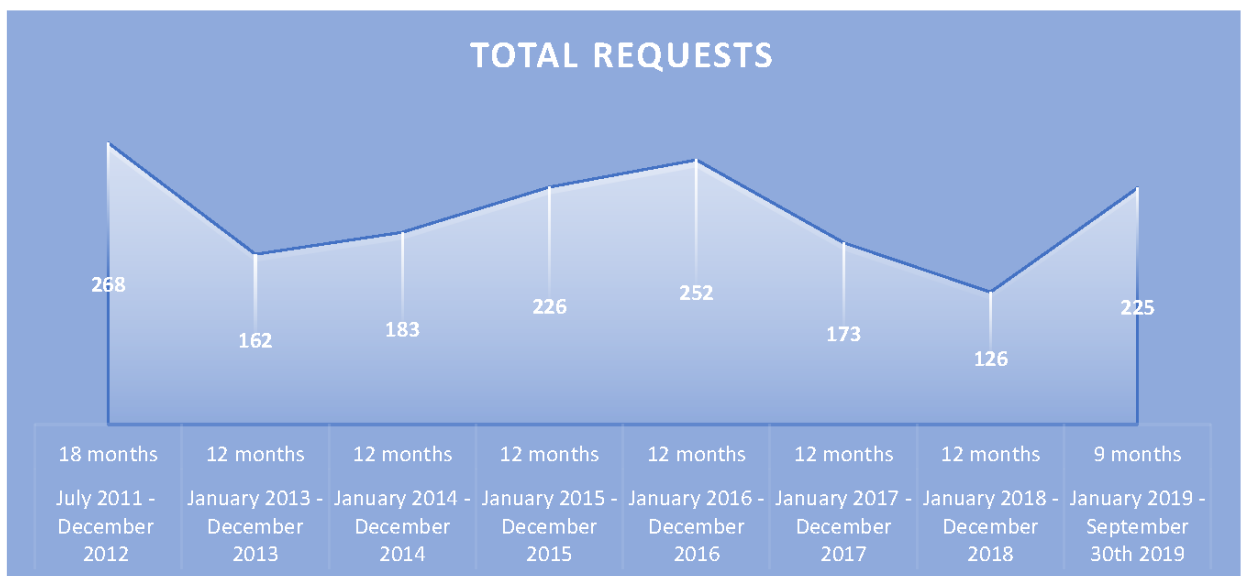 TOTAL REQUESTS
268
162
183
226
252
173
126
225
18 months
12 months
12 months
12 months
12 months
12 months
12 months
9 months
July 2011 -
December
2012
January 2013 -
December
2013
January 2014 -
December
2014
January 2015 -
December
2015
January 2016 -
December
2016
January 2017 -
December
2017
January 2018 -
December
2018
January 2019 -
September
30th 2019